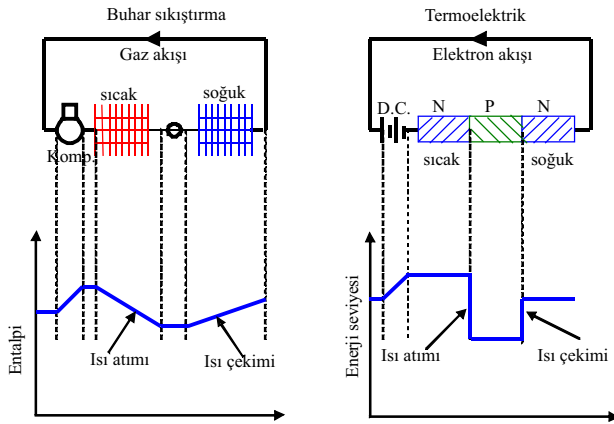 Buhar sıkıştırma
Gaz akışı
sıcak
soğuk
Komp.
Entalpi
Isı atımı
Isı çekimi
Termoelektrik
Elektron akışı
D.C.
N
P
N
sıcak
soğuk
Enerji seviyesi
Isı atımı
Isı çekimi